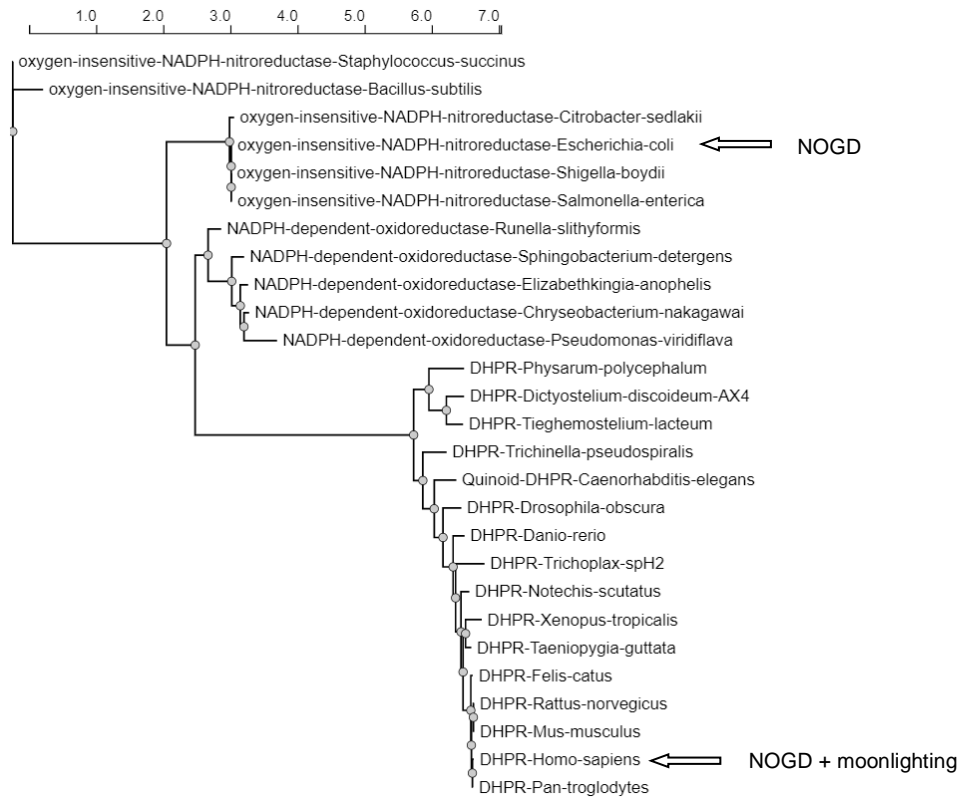 1.0 2.0 3.0 4.0 5.0 6.0 7.0
oxygen-insensitive-NADPH-nitroreductase-Staphylococcus-succinus
oxygen-insensitive-NADPH-nitroreductase-Bacillus-subtilis
oxygen-insensitive-NADPH-nitroreductase-Citrobacter-sedlakii
oxygen-insensitive-NADPH-nitroreductase-Escherichia-coli NOGD
oxygen-insensitive-NADPH-nitroreductase-Shigella-boydii
oxygen-insensitive-NADPH-nitroreductase-Salmonella-enterica
NADPH-dependent-oxidoreductase-Runella-slithyformis
NADPH-dependent-oxidoreductase-Sphingobacterium-detergens
NADPH-dependent-oxidoreductase-Elizabethkingia-anophelis
NADPH-dependent-oxidoreductase-Chryseobacterium-nakagawai
NADPH-dependent-oxidoreductase-Pseudomonas-viridiflava
DHPR-Physarum-polycephalum
DHPR-Dictyostelium-discoideum-AX4
DHPR-Tieghemostelium-lacteum
DHPR-Trichinella-pseudospiralis
Quinoid-DHPR-Caenorhabditis-elegans
DHPR-Drosophila-obscura
DHPR-Danio-rerio
DHPR-Trichoplax-spH2
DHPR-Notechis-scutatus
DHPR-Xenopus-tropicalis
DHPR-Taeniopygia-guttata
DHPR-Felis-catus
DHPR-Rattus-norvegicus
DHPR-Mus-musculus
DHPR-Homo-sapiens NOGD + moonlighting
DHPR-Pan-troglodytes